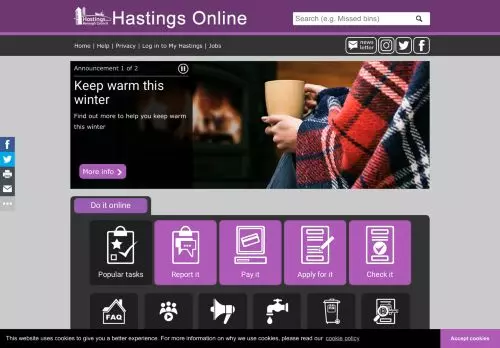 Hastings
Borough Council
Hastings Online
Search (e.g. Missed bins)
Home | Help | Privacy | Log in to My Hastings | Jobs
news
letter
Announcement 1 of 2
Keep warm this
winter
Find out more to help you keep warm
this winter
More info
Do it online
Popular tasks
Report it
Pay it
Apply for it
Check it
FAQ
This website uses cookies to give you a better experience. For more information on why we use cookies, please read our cookie policy
Accept cookies